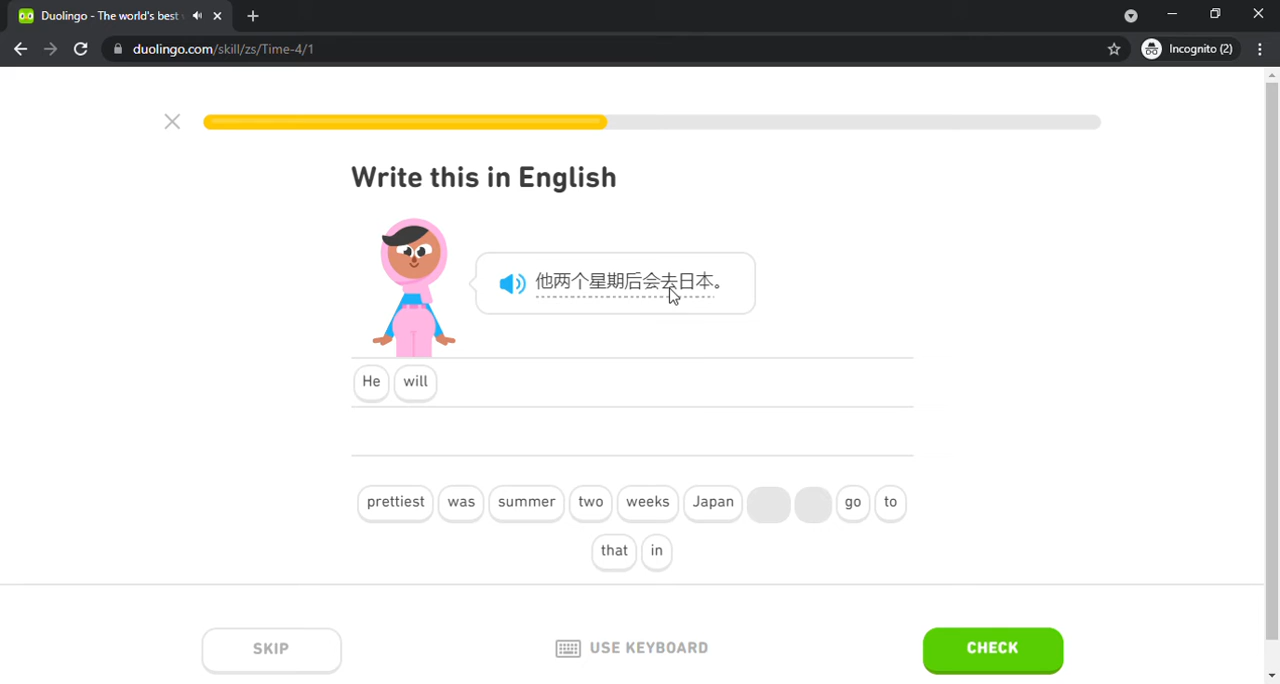 Duolingo - The world's best
duolingo.com/skill/zs/Time-4/1
Incognito (2)
Write this in English
他两个星期后会去日本。
He will
prettiest was summer two weeks Japan go to
that in
SKIP
USE KEYBOARD
CHECK